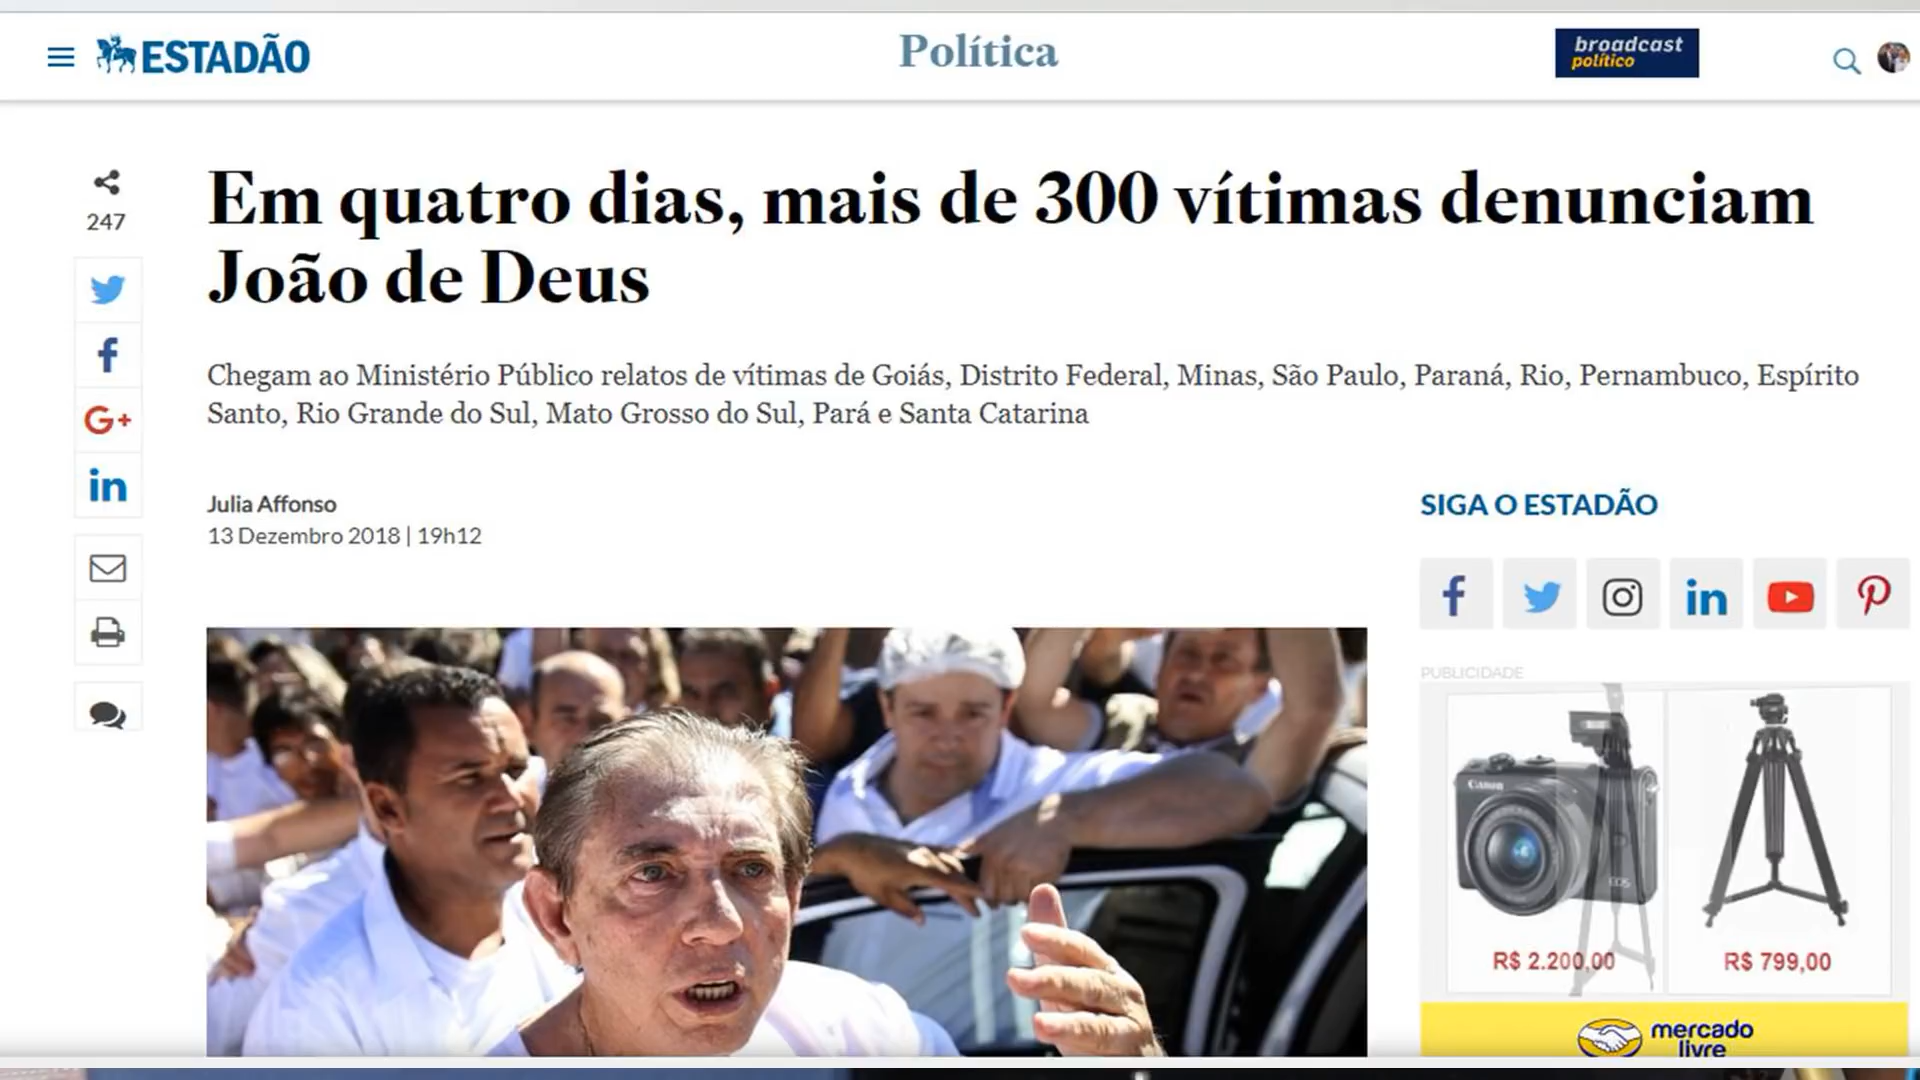 ESTADÃO
Política
broadcast
político
247
Em quatro dias, mais de 300 vítimas denunciam
João de Deus
Chegam ao Ministério Público relatos de vítimas de Goiás, Distrito Federal, Minas, São Paulo, Paraná, Rio, Pernambuco, Espírito
Santo, Rio Grande do Sul, Mato Grosso do Sul, Pará e Santa Catarina
Julia Affonso
13 Dezembro 2018 | 19h12
SIGA O ESTADÃO
PUBLICIDADE
Canon
EOS
R$ 2.200,00
R$ 799,00
mercado
livre